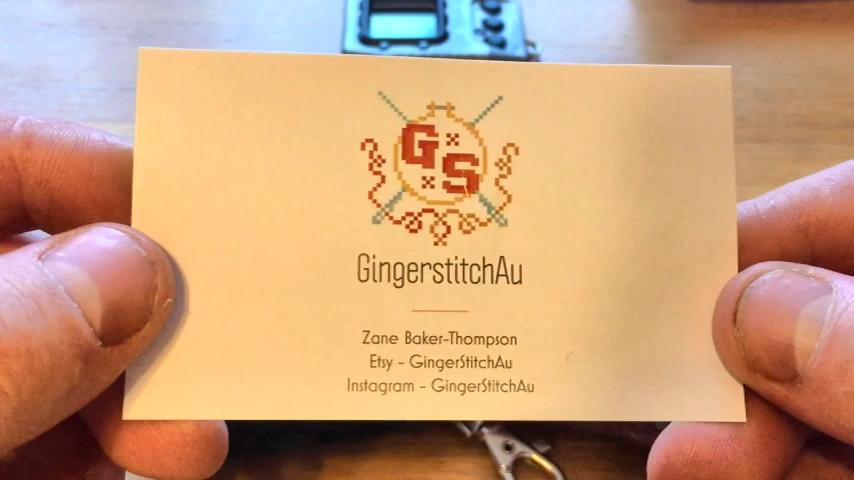 GS
GingerstitchAu
Zane Baker-Thompson
Etsy - GingerStitchAu
Instagram - GingerStitchAu